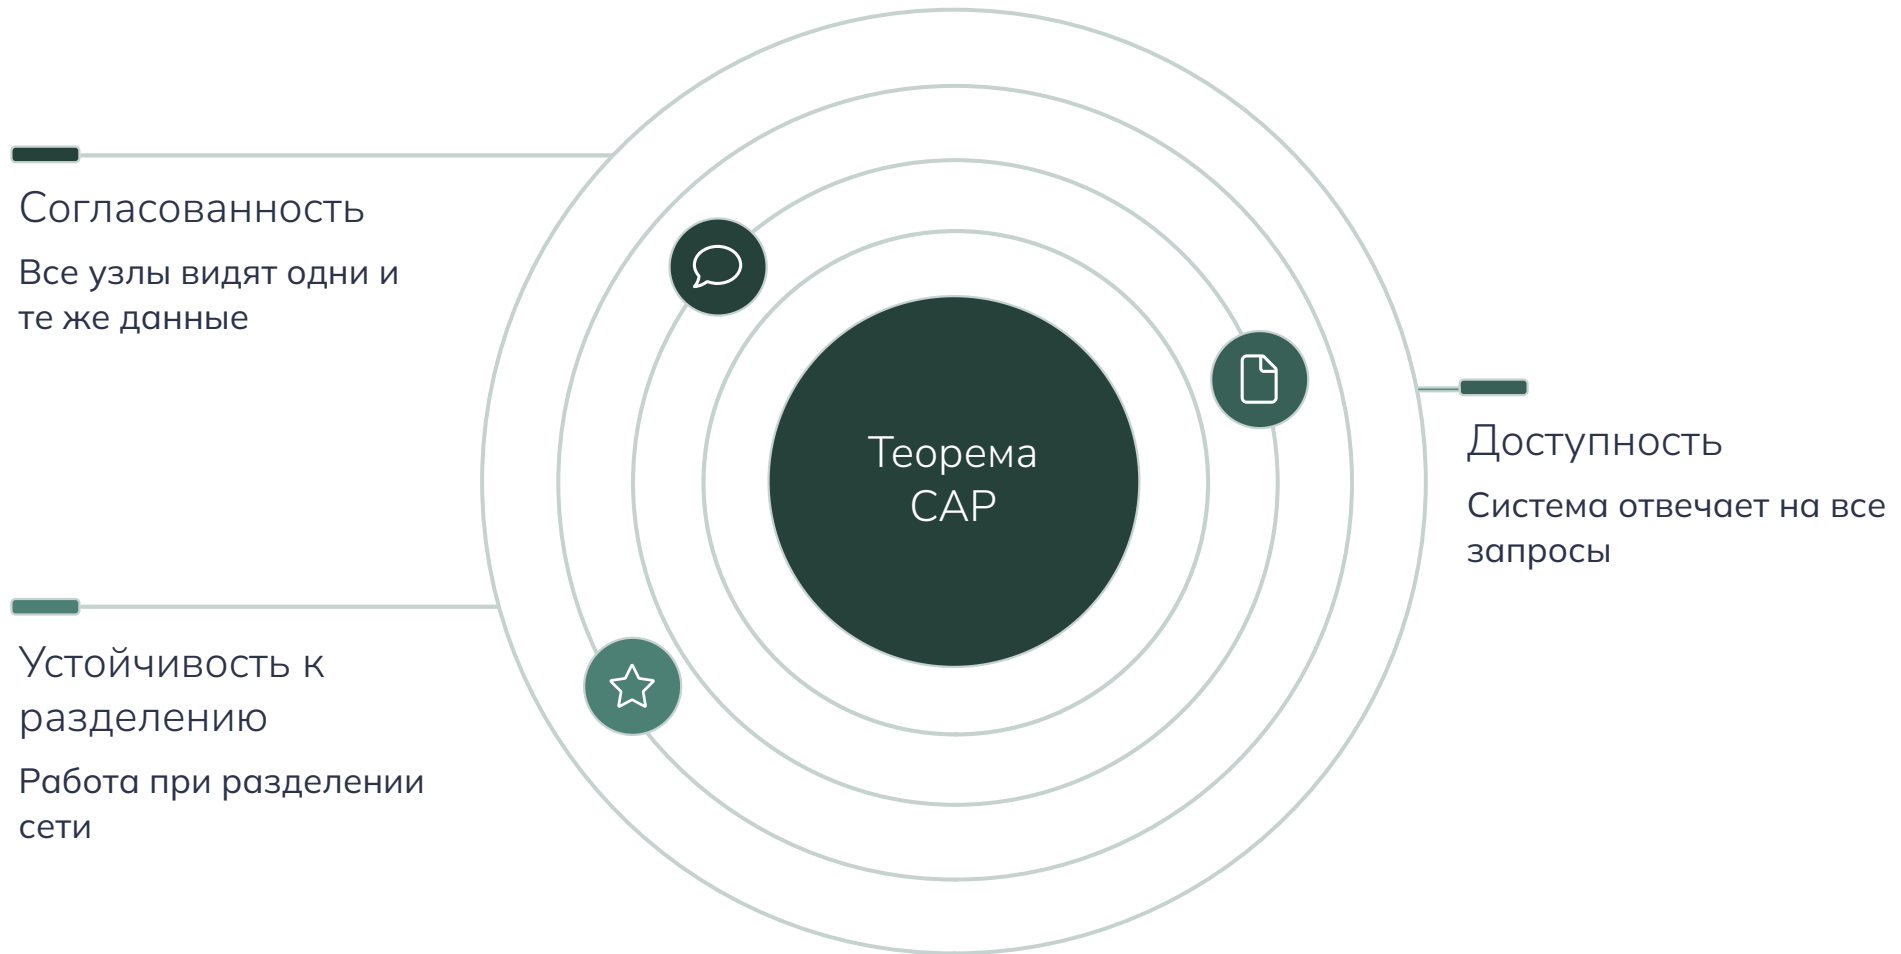 Согласованность
Все узлы видят одни и
те же данные
Теорема
CAP
Доступность
Система отвечает на все
запросы
Устойчивость к
разделению
Работа при разделении
сети